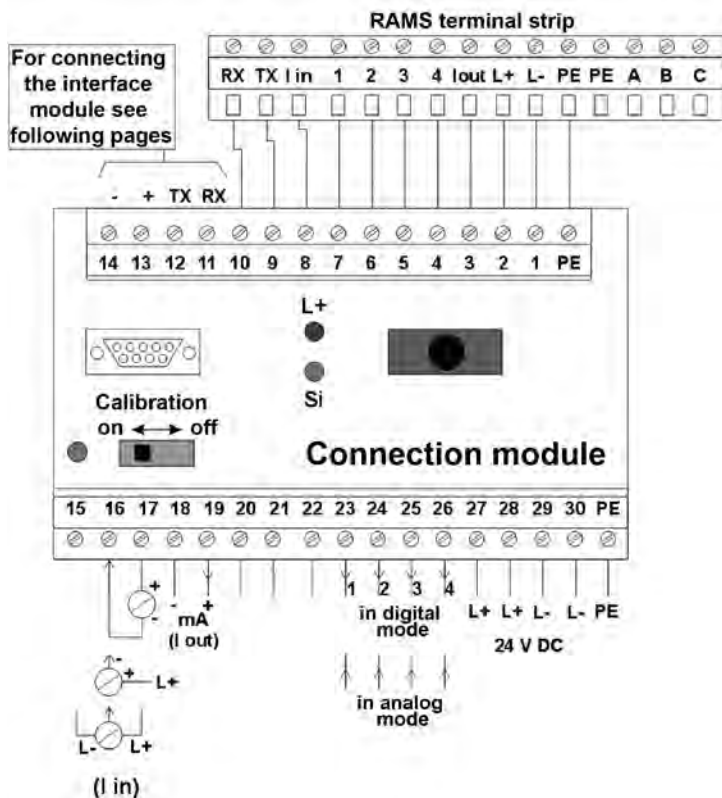 RAMS terminal strip
For connecting
the interface
module see
following pages
RX TX I in 1 2 3 4 Iout L+ L- PE PE A B C
- + TX RX
14 13 12 11 10 9 8 7 6 5 4 3 2 1 PE
L+
Si
Calibration
on off
Connection module
15 16 17 18 19 20 21 22 23 24 25 26 27 28 29 30 PE
+
-
- +
mA
(I out)
1 2 3 4
in digital
mode
L+ L+ L- L- PE
24 V DC
-
+
L+
in analog
mode
L- L+
(I in)